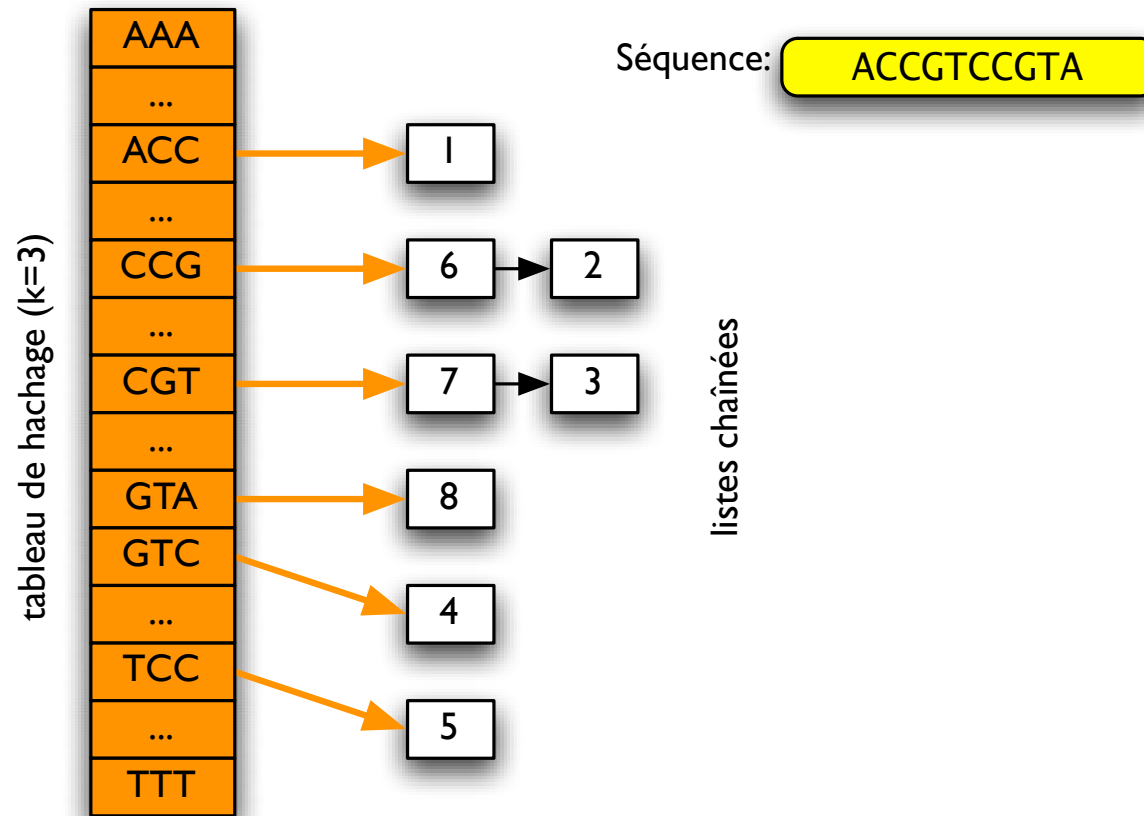 Séquence: ACCGTCCGTA
tableau de hachage (k=3)
AAA
...
ACC 1
...
CCG 6 2
...
CGT 7 3
...
GTA 8
GTC 4
...
TCC 5
...
TTT
listes chaînées